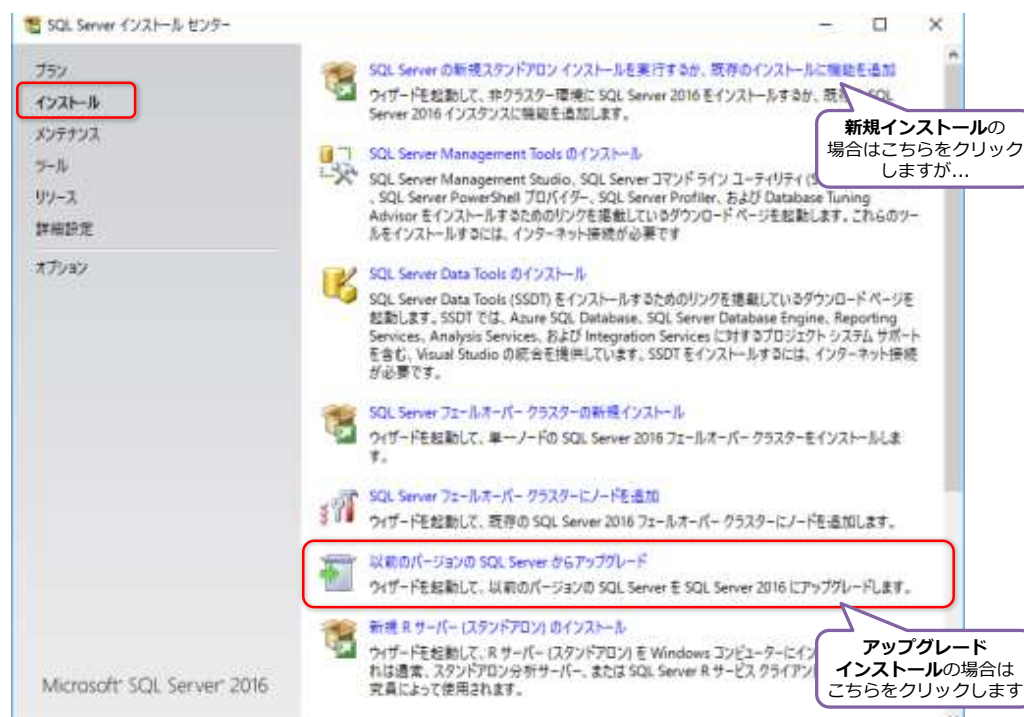 SQL Server インストール センター
プラン
インストール
メンテナンス
ツール
リソース
詳細設定
オプション
Microsoft® SQL Server® 2016
SQL Server の新規スタンドアロン インストールを実行するか、既存のインストールに機能を追加
ウィザードを起動して、非クラスター環境に SQL Server 2016 をインストールするか、既存の SQL
Server 2016 インスタンスに機能を追加します。
新規インストールの
場合はこちらをクリック
しますが…
SQL Server Management Tools のインストール
SQL Server Management Studio、SQL Server コマンド ライン ユーティリティ
、SQL Server PowerShell プロバイダー、SQL Server Profiler、および Database Tuning
Advisor をインストールするためのリンクを掲載しているダウンロード ページを起動します。これらのツー
ルをインストールするには、インターネット接続が必要です
SQL Server Data Tools のインストール
SQL Server Data Tools (SSDT) をインストールするためのリンクを掲載しているダウンロード ページを
起動します。SSDT では、Azure SQL Database、SQL Server Database Engine、Reporting
Services、Analysis Services、および Integration Services に対するプロジェクト システム サポート
を含む、Visual Studio の統合を提供しています。SSDT をインストールするには、インターネット接続
が必要です。
SQL Server フェールオーバー クラスターの新規インストール
ウィザードを起動して、単一ノードの SQL Server 2016 フェールオーバー クラスターをインストールしま
す。
SQL Server フェールオーバー クラスターにノードを追加
ウィザードを起動して、既存の SQL Server 2016 フェールオーバー クラスターにノードを追加します。
以前のバージョンの SQL Server からアップグレード
ウィザードを起動して、以前のバージョンの SQL Server を SQL Server 2016 にアップグレードします。
新規 R サーバー (スタンドアロン) のインストール
ウィザードを起動して、R サーバー (スタンドアロン) を Windows コンピューターにイン
れは通常、スタンドアロン分析サーバー、または SQL Server R サービス クライアン
究員によって使用されます。
アップグレード
インストールの場合は
こちらをクリックします